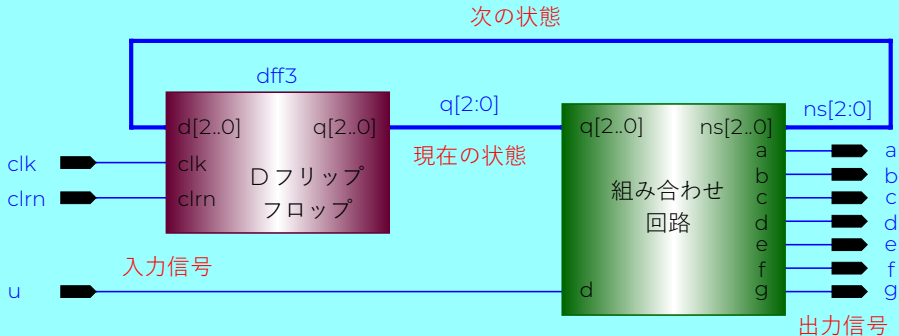 次の状態
dff3
d[2..0] q[2..0]
clk
clrn
Dフリップ
フロップ
q[2:0]
現在の状態
q[2..0] ns[2..0]
ns[2:0]
組み合わせ
回路
a
b
c
d
e
f
g
d
clk
clrn
入力信号
u
a
b
c
d
e
f
g
出力信号